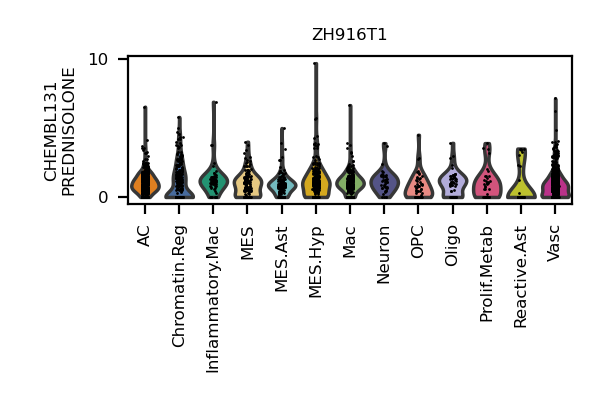 ZH916T1
CHEMBL131
PREDNISOLONE
10
0
AC
Chromatin.Reg
Inflammatory.Mac
MES
MES.Ast
MES.Hyp
Mac
Neuron
OPC
Oligo
Prolif.Metab
Reactive.Ast
Vasc